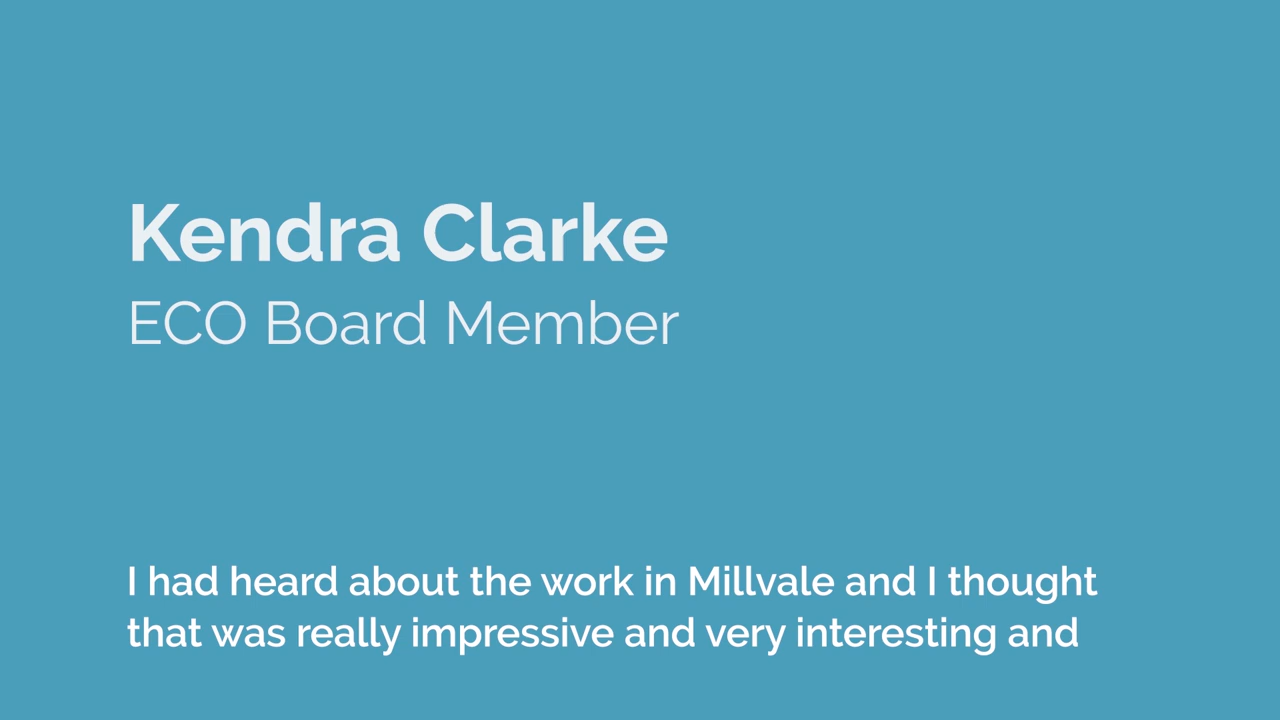 Kendra Clarke
ECO Board Member
I had heard about the work in Millvale and I thought
that was really impressive and very interesting and